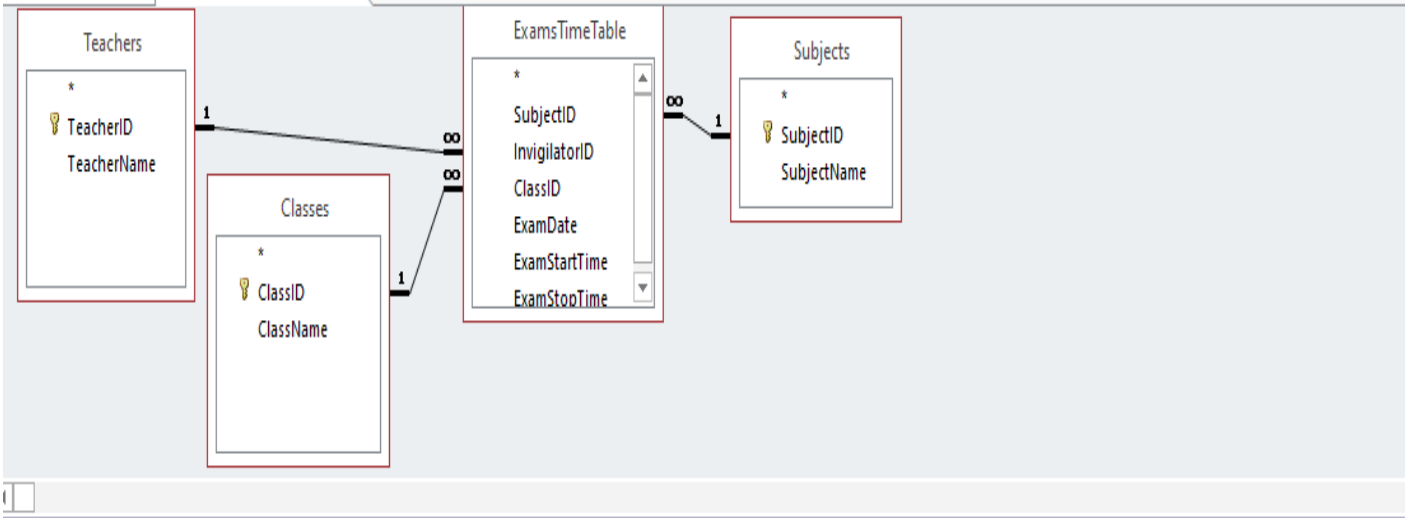 Teachers
*
TeacherID
TeacherName
1
Classes
*
ClassID
ClassName
1
ExamsTimeTable
*
SubjectID
InvigilatorID
ClassID
ExamDate
ExamStartTime
ExamStopTime
∞
∞
∞
1
Subjects
*
SubjectID
SubjectName